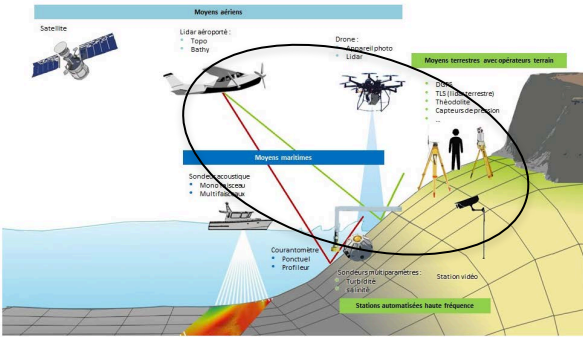 Moyens aériens
Satellite
Lidar aéroporté :
Topo
Bathy
Drone :
Appareil photo
Lidar
Moyens terrestres avec opérateurs terrain
DGPS
TLS (lidar terrestre)
Théodolite
Capteurs de pression
...
Moyens maritimes
Sondeur acoustique
Mono faisceau
Multifaisceaux
Courantomètre
Ponctuel
Profileur
Sondeurs multiparamètres :
Turbidité
salinité
Station vidéo
Stations automatisées haute fréquence